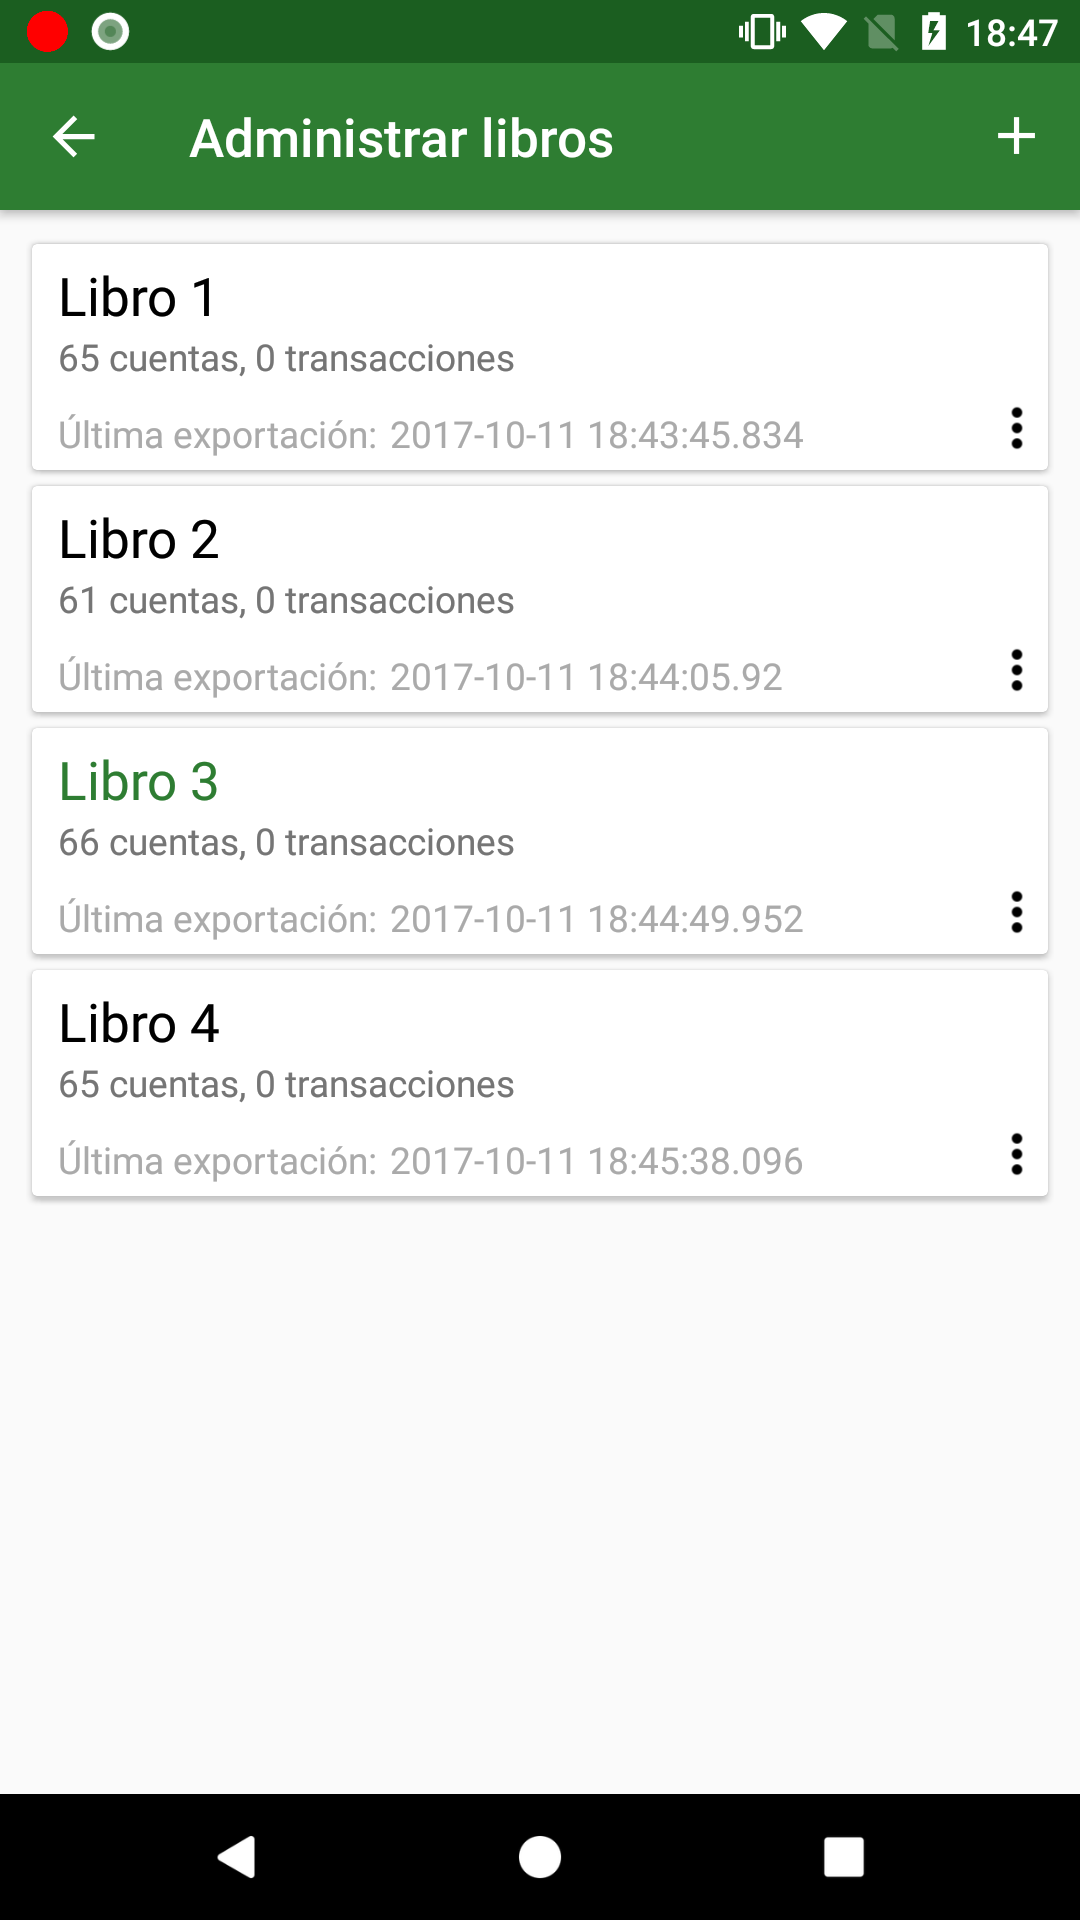 18:47
Administrar libros
Libro 1
65 cuentas, 0 transacciones
Última exportación: 2017-10-11 18:43:45.834
Libro 2
61 cuentas, 0 transacciones
Última exportación: 2017-10-11 18:44:05.92
Libro 3
66 cuentas, 0 transacciones
Última exportación: 2017-10-11 18:44:49.952
Libro 4
65 cuentas, 0 transacciones
Última exportación: 2017-10-11 18:45:38.096